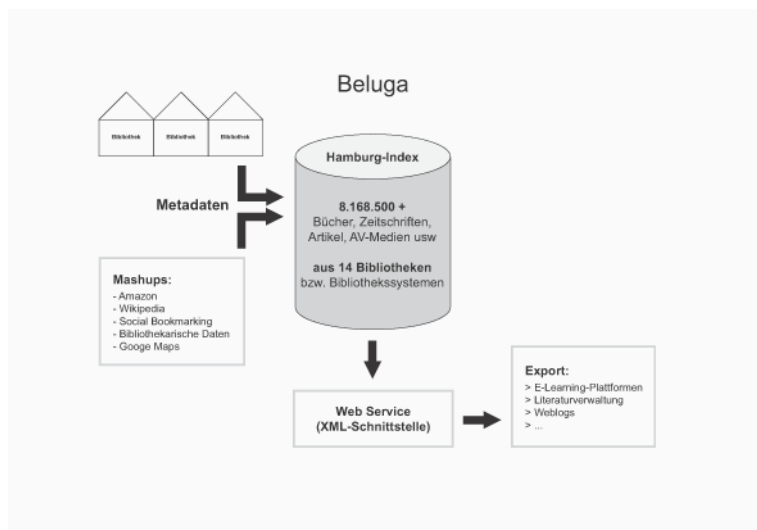 Beluga
Bibliothek Bibliothek Bibliothek
Hamburg-Index
Metadaten
8.168.500 +
Bücher, Zeitschriften,
Artikel, AV-Medien usw
aus 14 Bibliotheken
bzw. Bibliothekssystemen
Mashups:
- Amazon
- Wikipedia
- Social Bookmarking
- Bibliothekarische Daten
- Googe Maps
Web Service
(XML-Schnittstelle)
Export:
> E-Learning-Plattformen
> Literaturverwaltung
> Weblogs
> ...